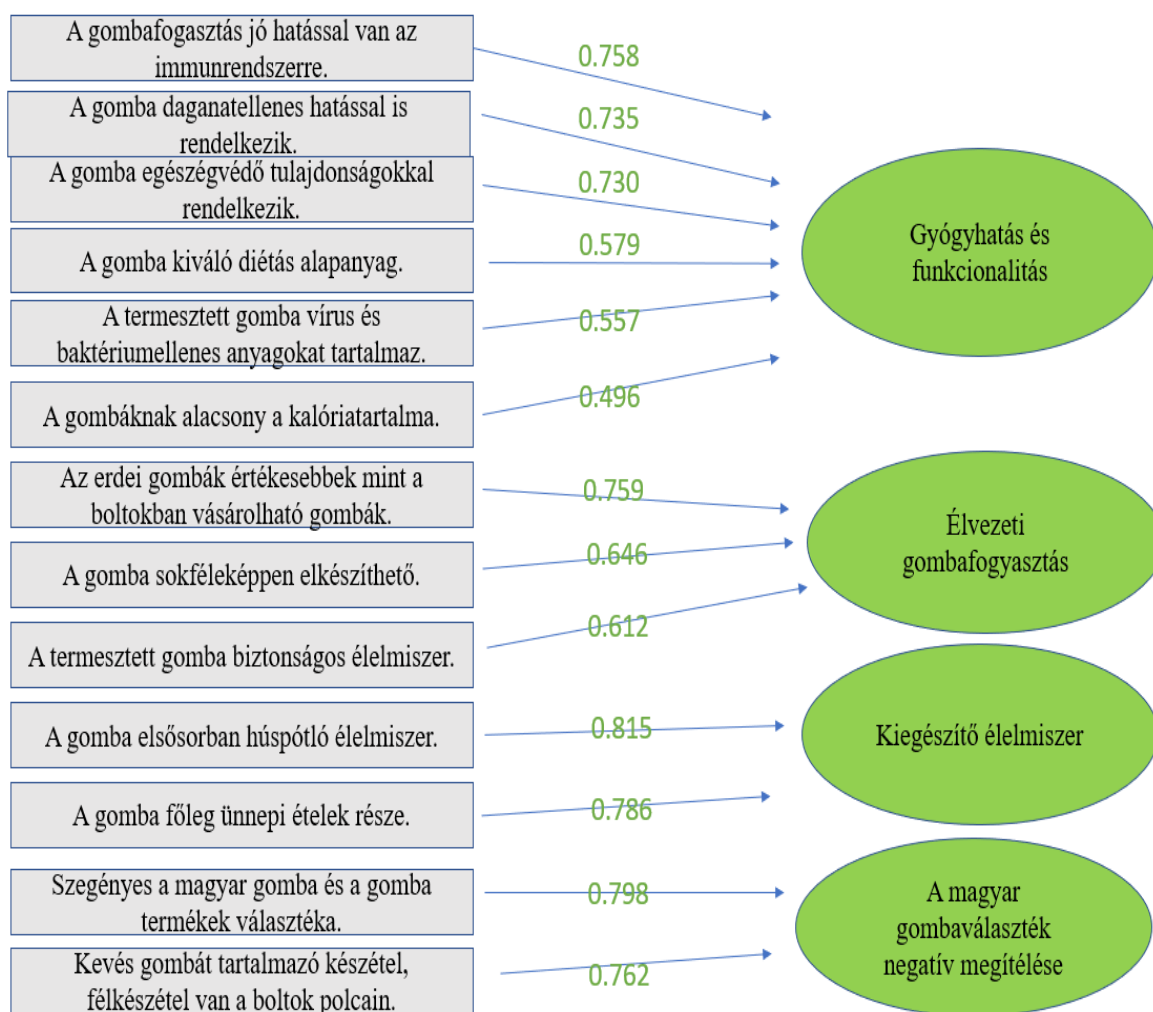 A gombafogasztás jó hatással van az
immunrendszerre.
0.758
A gomba daganatellenes hatással is
rendelkezik.
0.735
A gomba egészégvédő tulajdonságokkal
rendelkezik.
0.730
A gomba kiváló diétás alapanyag.
0.579
A termesztett gomba vírus és
baktériumellenes anyagokat tartalmaz.
0.557
A gombáknak alacsony a kalóriatartalma.
0.496
Gyógyhatás és
funkcionalitás
Az erdei gombák értékesebbek mint a
boltokban vásárolható gombák.
0.759
A gomba sokféleképpen elkészíthető.
0.646
A termesztett gomba biztonságos élelmiszer.
0.612
Élvezeti
gombafogyasztás
A gomba elsősorban húspótló élelmiszer.
0.815
A gomba főleg ünnepi ételek része.
0.786
Kiegészítő élelmiszer
Szegényes a magyar gomba és a gomba
termékek választéka.
0.798
Kevés gombát tartalmazó készétel,
félkészétel van a boltok polcain.
0.762
A magyar
gombaválaszték
negatív megítélése